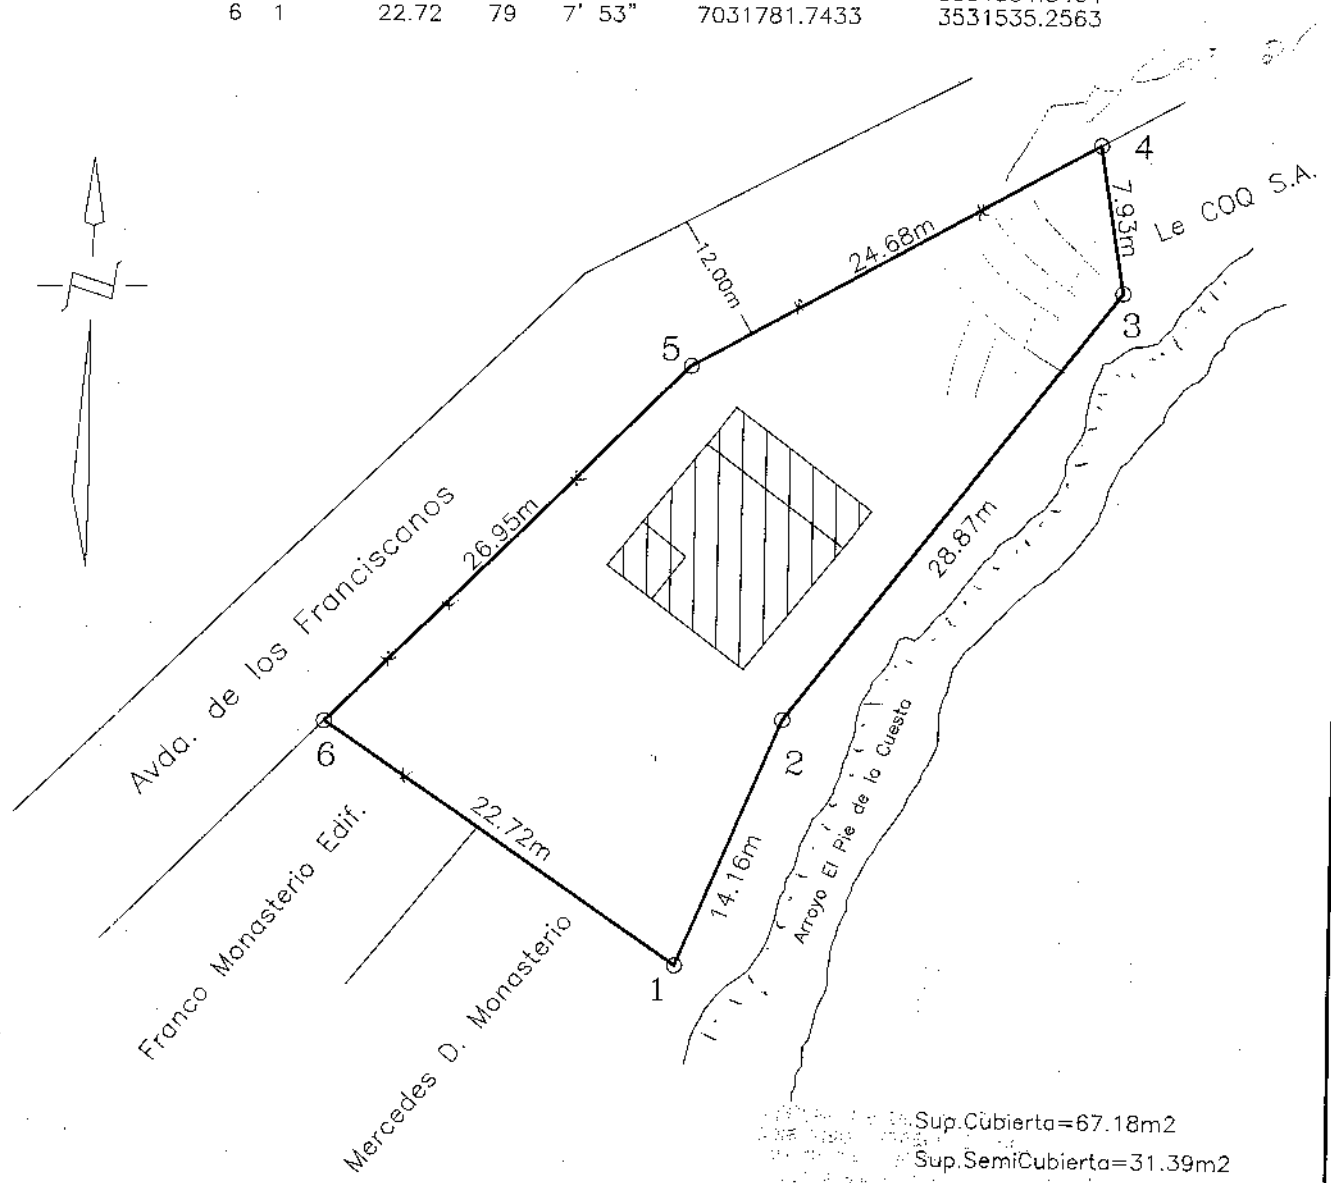 6 1 22.72 79 7' 53" 7031781.7433 3531535.2563
4
7.93m
Le COQ S.A.
24.68m
12.00m
3
5
N
28.87m
26.95m
Avda. de los Franciscanos
6
2
Arroyo El Pie de la Cuesta
22.72m
14.16m
Franco Monasterio Edif.
1
Mercedes D. Monasterio
Sup.Cubierta=67.18m2
Sup.SemiCubierta=31.39m2